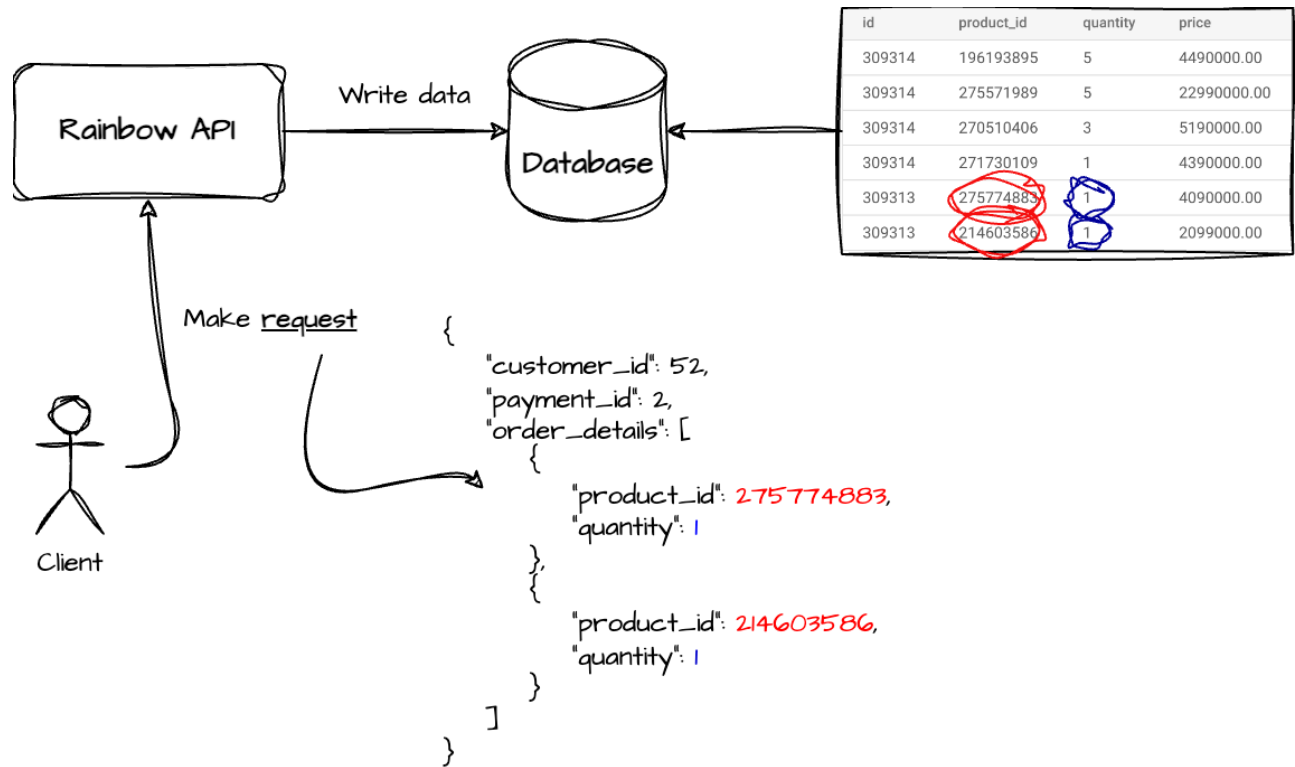 id product_id quantity price
309314 196193895 5 4490000.00
309314 275571989 5 22990000.00
309314 270510406 3 5190000.00
309314 271730109 1 4390000.00
309313 275774883 1 4090000.00
309313 214603586 1 2099000.00
Rainbow API
Write data
Database
Make request
Client
{
"customer_id": 52,
"payment_id": 2,
"order_details": [
{
"product_id": 275774883,
"quantity": 1
},
{
"product_id": 214603586,
"quantity": 1
}
]
}